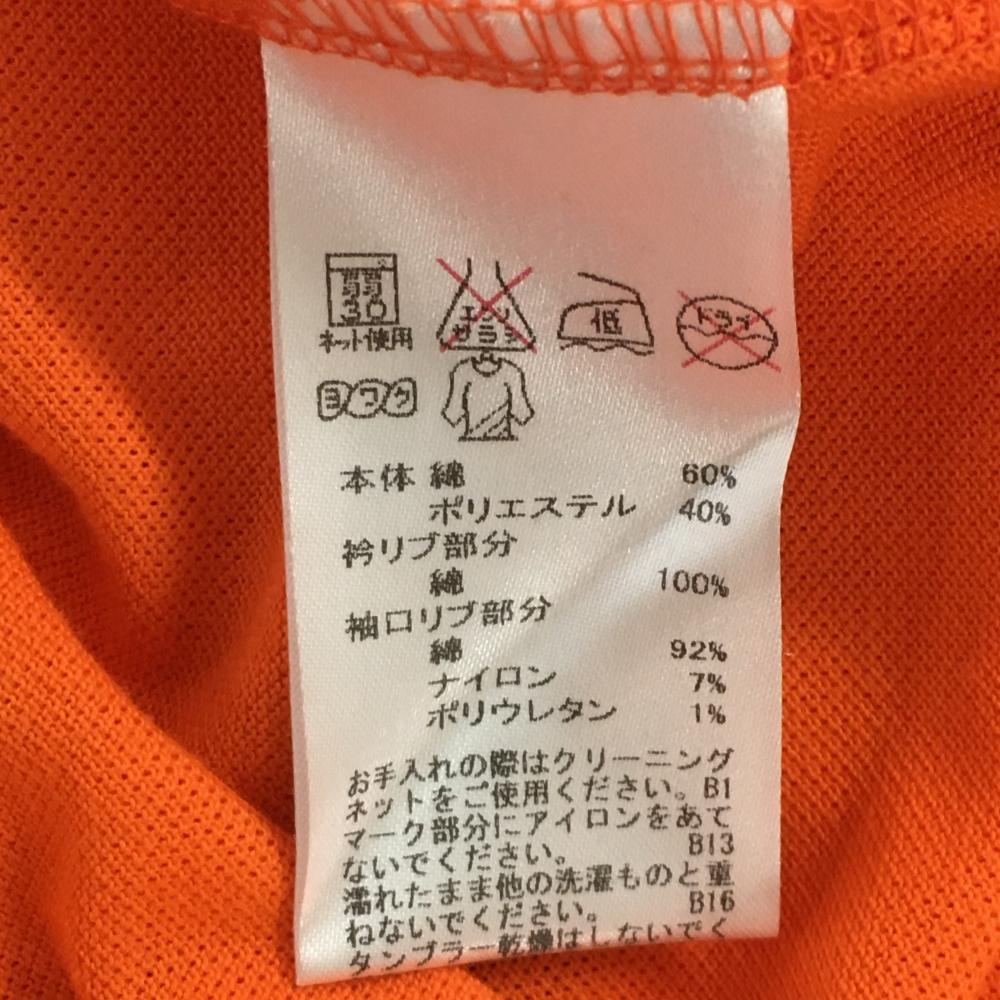 弱
30
ネット使用
エンソ
サラシ
低
ドライ
ヨワク
本体 綿 60%
ポリエステル 40%
衿リブ部分
綿 100%
袖口リブ部分
綿 92%
ナイロン 7%
ポリウレタン 1%
お手入れの際はクリーニング
ネットをご使用ください。B1
マーク部分にアイロンをあて
ないでください。 B13
濡れたまま他の洗濯ものと重
ねないでください。 B16
タンブラー乾燥はしないでく